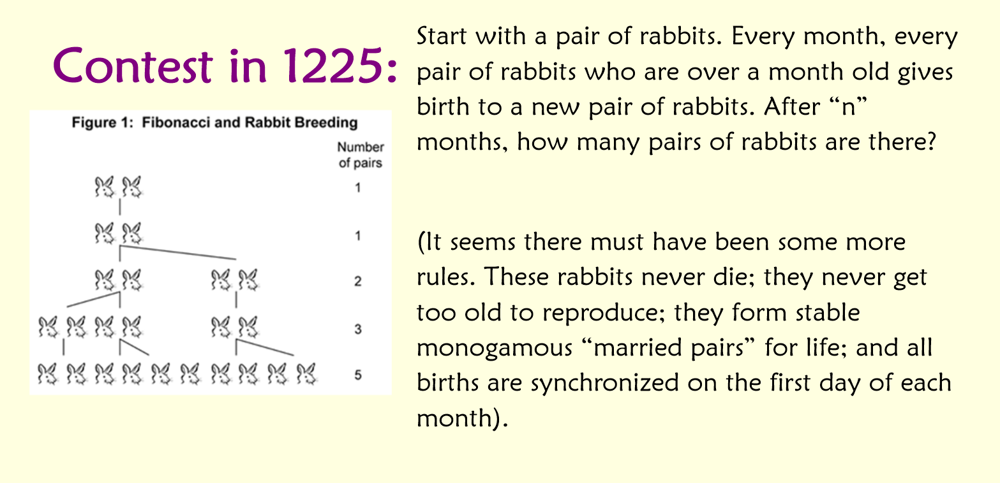 Contest in 1225:
Figure 1: Fibonacci and Rabbit Breeding
Number
of pairs
1
1
2
3
5
Start with a pair of rabbits. Every month, every
pair of rabbits who are over a month old gives
birth to a new pair of rabbits. After “n”
months, how many pairs of rabbits are there?
(It seems there must have been some more
rules. These rabbits never die; they never get
too old to reproduce; they form stable
monogamous “married pairs” for life; and all
births are synchronized on the first day of each
month).